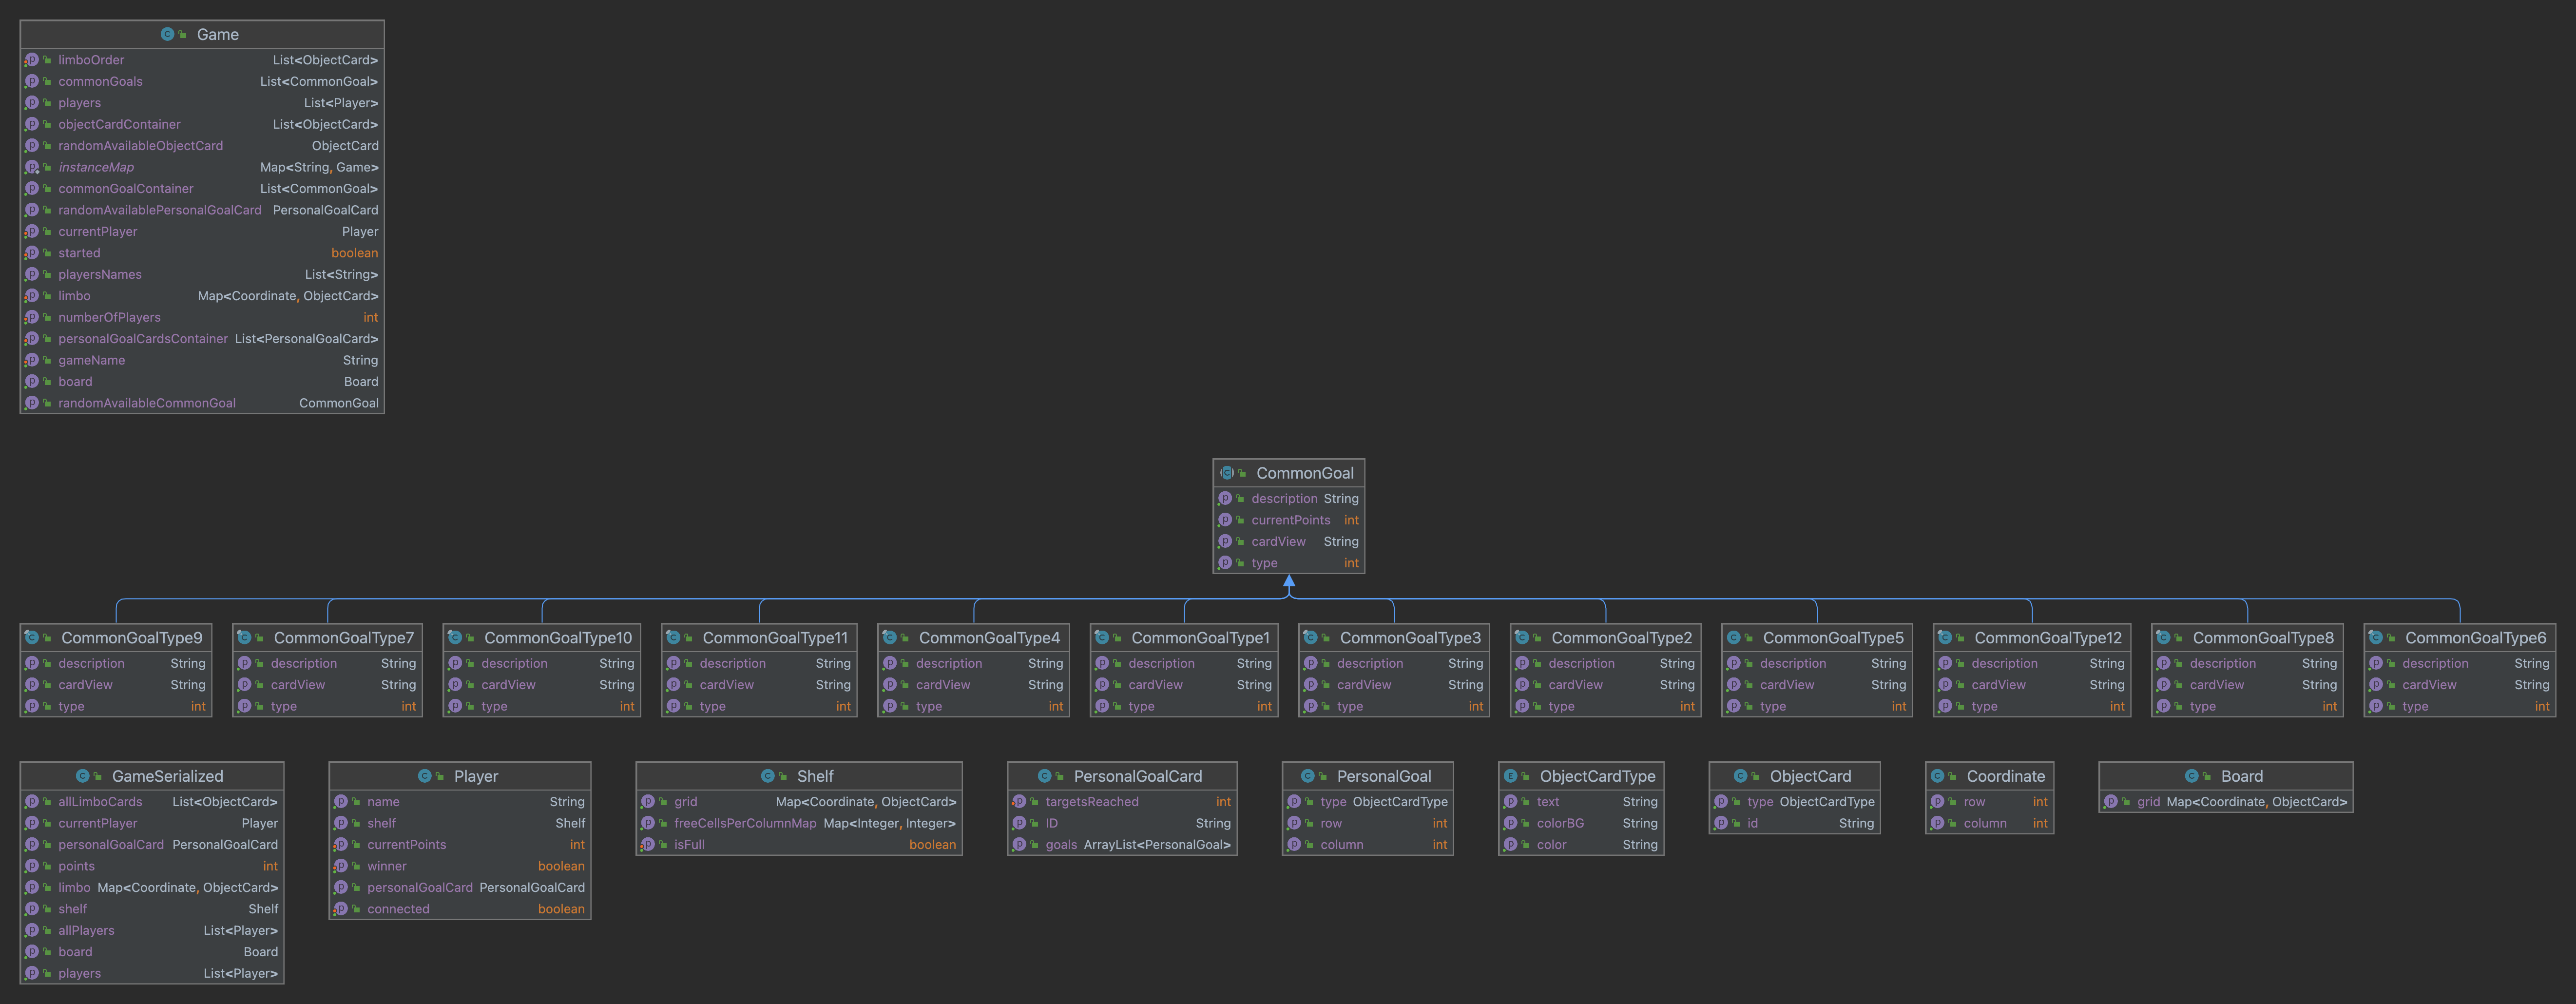 Game
limboOrder List<ObjectCard>
commonGoals List<CommonGoal>
players List<Player>
objectCardContainer List<ObjectCard>
randomAvailableObjectCard ObjectCard
instanceMap Map<String, Game>
commonGoalContainer List<CommonGoal>
randomAvailablePersonalGoalCard PersonalGoalCard
currentPlayer Player
started boolean
playersNames List<String>
limbo Map<Coordinate, ObjectCard>
numberOfPlayers int
personalGoalCardsContainer List<PersonalGoalCard>
gameName String
board Board
randomAvailableCommonGoal CommonGoal
CommonGoal
description String
currentPoints int
cardView String
type int
CommonGoalType9
description String
cardView String
type int
CommonGoalType7
description String
cardView String
type int
CommonGoalType10
description String
cardView String
type int
CommonGoalType11
description String
cardView String
type int
CommonGoalType4
description String
cardView String
type int
CommonGoalType1
description String
cardView String
type int
CommonGoalType3
description String
cardView String
type int
CommonGoalType2
description String
cardView String
type int
CommonGoalType5
description String
cardView String
type int
CommonGoalType12
description String
cardView String
type int
CommonGoalType8
description String
cardView String
type int
CommonGoalType6
description String
cardView String
type int
GameSerialized
allLimboCards List<ObjectCard>
currentPlayer Player
personalGoalCard PersonalGoalCard
points int
limbo Map<Coordinate, ObjectCard>
shelf Shelf
allPlayers List<Player>
board Board
players List<Player>
Player
name String
shelf Shelf
currentPoints int
winner boolean
personalGoalCard PersonalGoalCard
connected boolean
Shelf
grid Map<Coordinate, ObjectCard>
freeCellsPerColumnMap Map<Integer, Integer>
isFull boolean
PersonalGoalCard
targetsReached int
ID String
goals ArrayList<PersonalGoal>
PersonalGoal
type ObjectCardType
row int
column int
ObjectCardType
text String
colorBG String
color String
ObjectCard
type ObjectCardType
id String
Coordinate
row int
column int
Board
grid Map<Coordinate, ObjectCard>